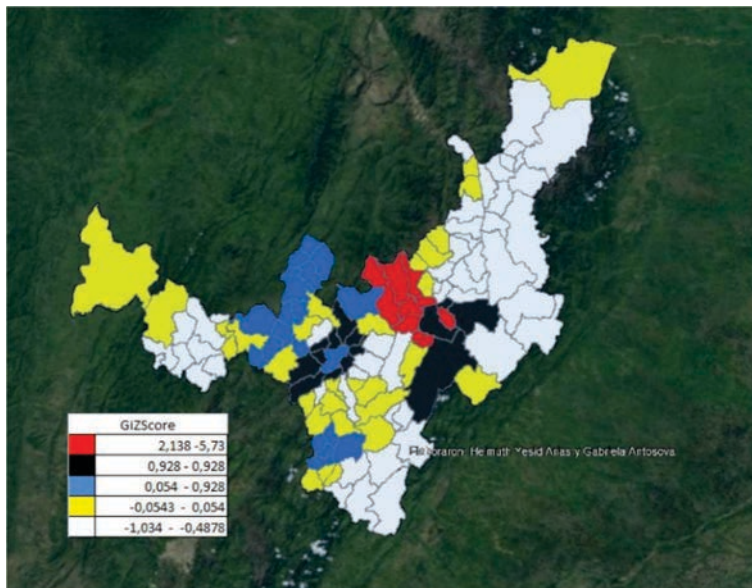 GIZScore
2,138 -5,73
0,928 - 0,928
0,054 - 0,928
-0,0543 - 0,054
-1,034 - -0,4878
Elaboraron: Helmuth Yesid Arias y Gabriela Antosova